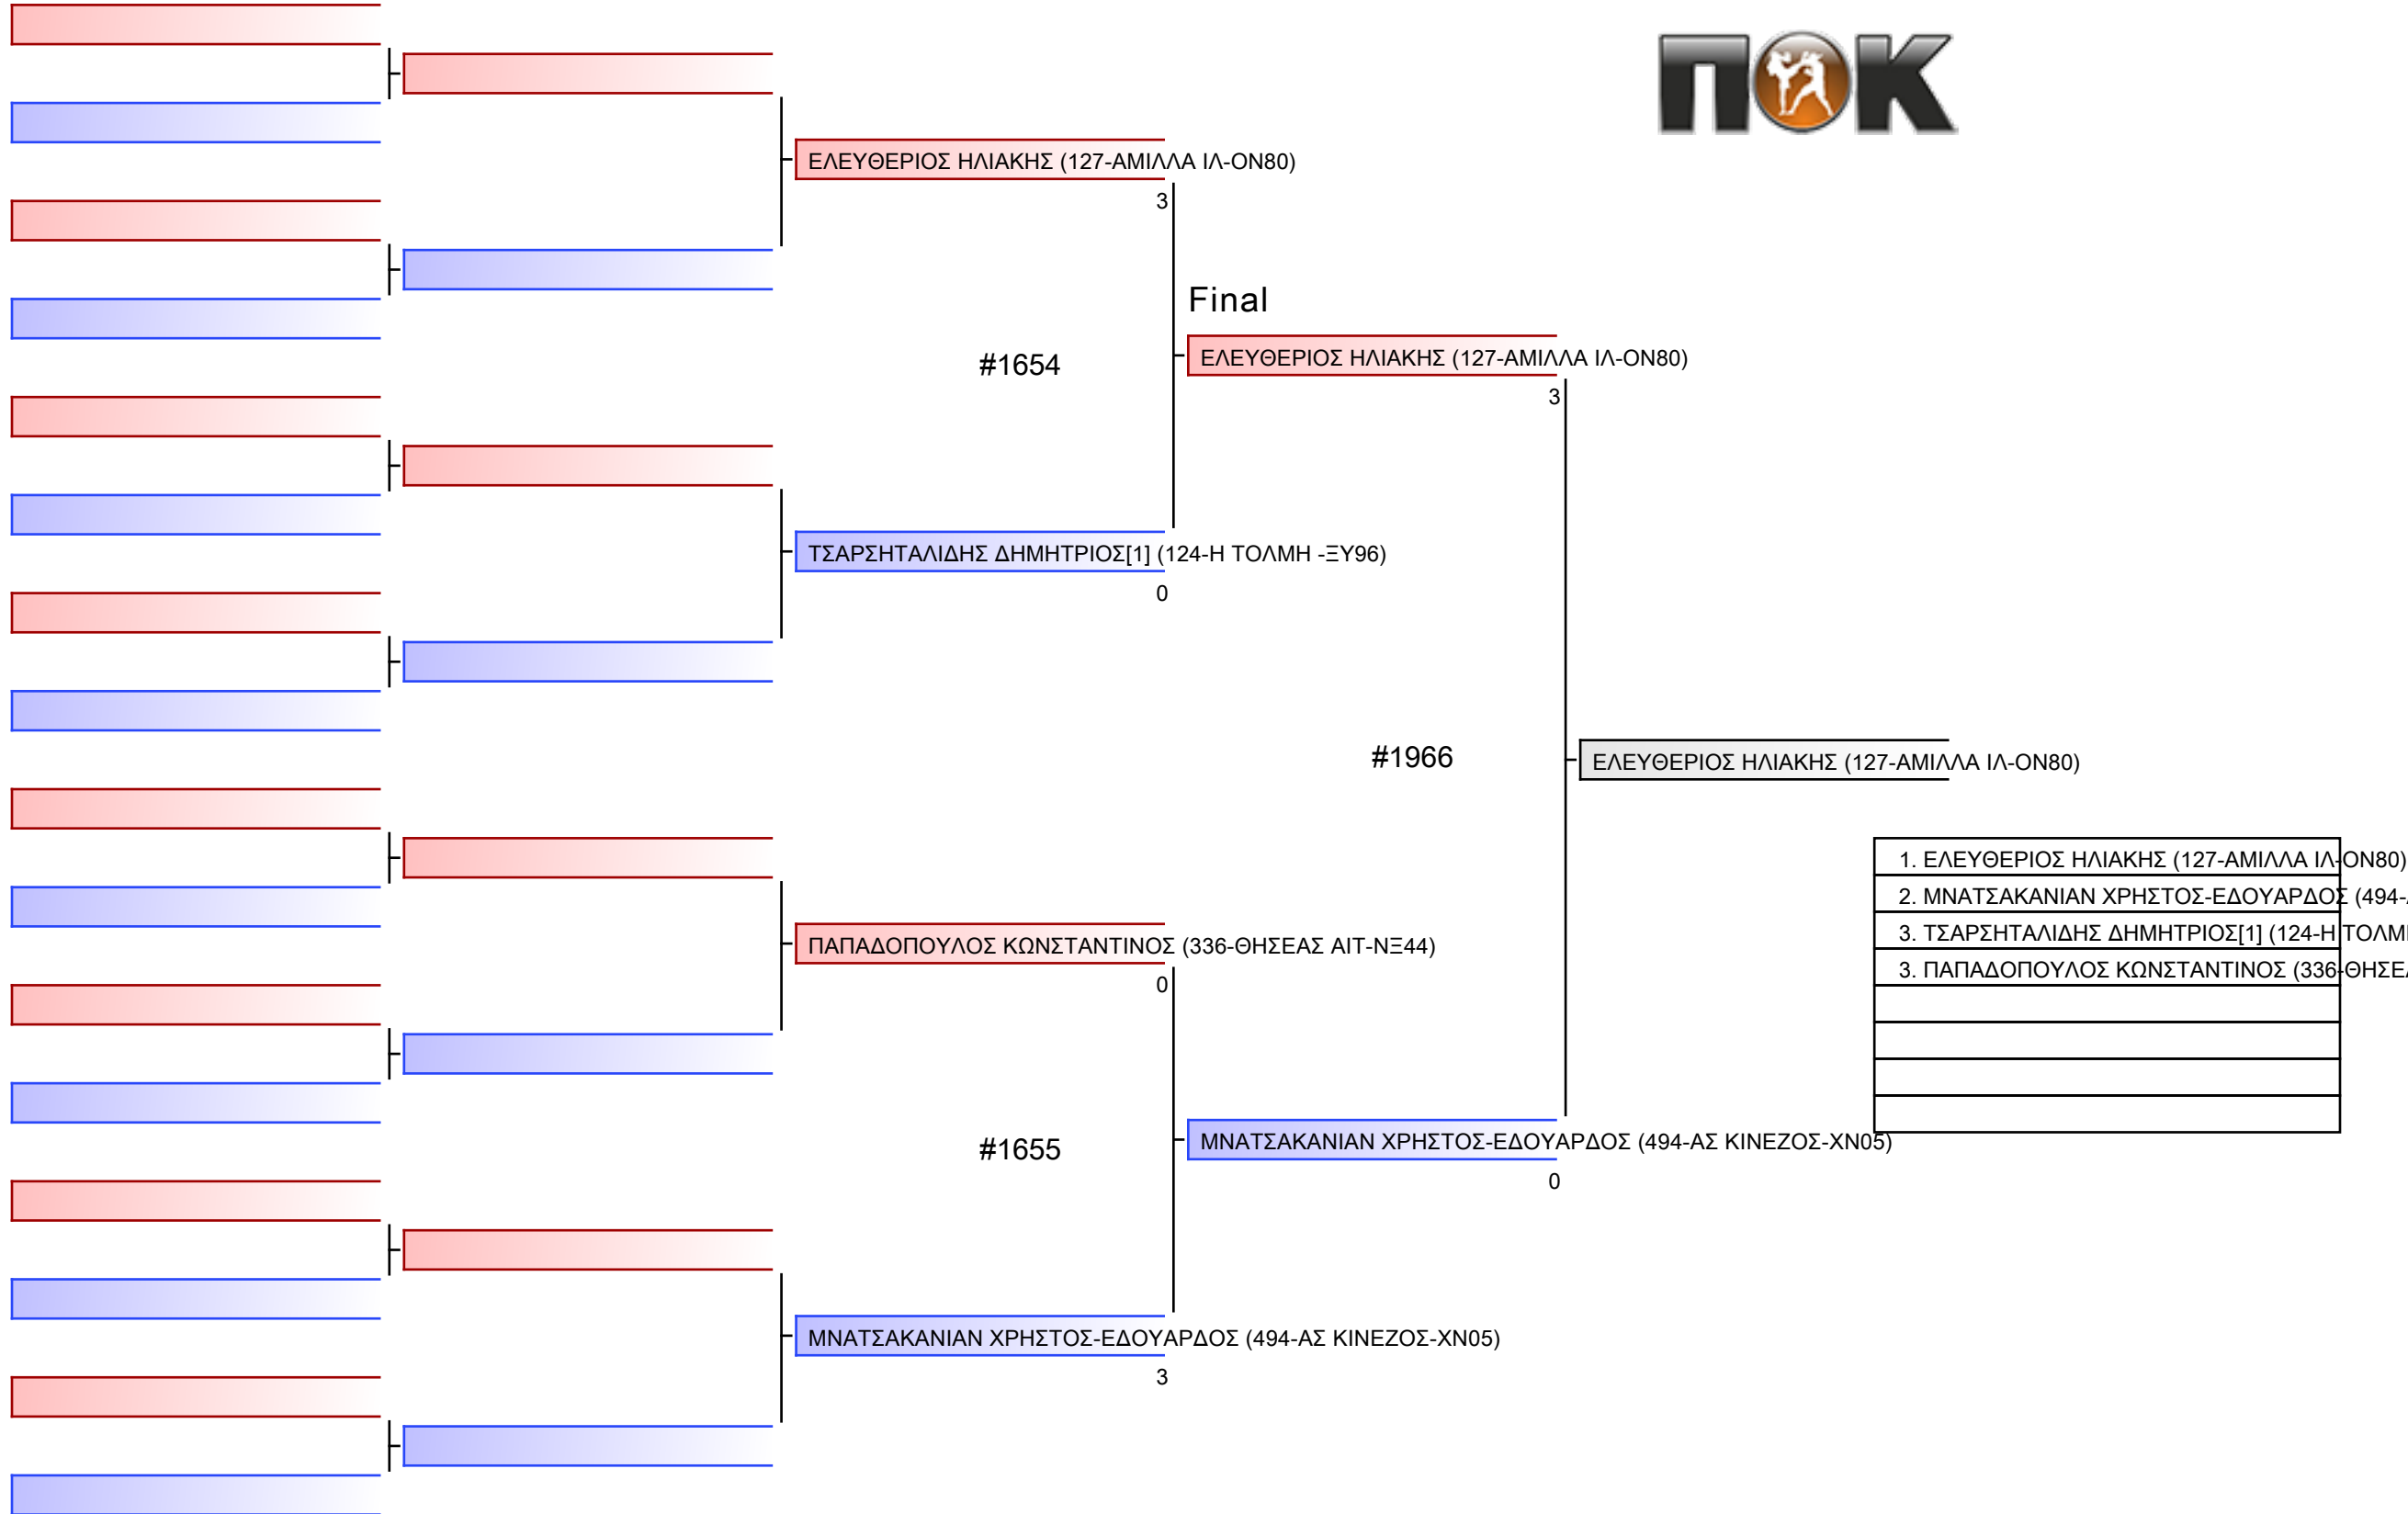 ΠΟΚ
ΕΛΕΥΘΕΡΙΟΣ ΗΛΙΑΚΗΣ (127-ΑΜΙΛΛΑ ΙΛ-ΟΝ80)
3
Final
#1654
ΕΛΕΥΘΕΡΙΟΣ ΗΛΙΑΚΗΣ (127-ΑΜΙΛΛΑ ΙΛ-ΟΝ80)
3
ΤΣΑΡΣΗΤΑΛΙΔΗΣ ΔΗΜΗΤΡΙΟΣ[1] (124-Η ΤΟΛΜΗ -ΞΥ96)
0
#1966
ΕΛΕΥΘΕΡΙΟΣ ΗΛΙΑΚΗΣ (127-ΑΜΙΛΛΑ ΙΛ-ΟΝ80)
1. ΕΛΕΥΘΕΡΙΟΣ ΗΛΙΑΚΗΣ (127-ΑΜΙΛΛΑ ΙΛ-ΟΝ80)
2. ΜΝΑΤΣΑΚΑΝΙΑΝ ΧΡΗΣΤΟΣ-ΕΔΟΥΑΡΔΟΣ (494-
3. ΤΣΑΡΣΗΤΑΛΙΔΗΣ ΔΗΜΗΤΡΙΟΣ[1] (124-Η ΤΟΛΜ
3. ΠΑΠΑΔΟΠΟΥΛΟΣ ΚΩΝΣΤΑΝΤΙΝΟΣ (336-ΘΗΣΕ
ΠΑΠΑΔΟΠΟΥΛΟΣ ΚΩΝΣΤΑΝΤΙΝΟΣ (336-ΘΗΣΕΑΣ ΑΙΤ-ΝΞ44)
0
#1655
ΜΝΑΤΣΑΚΑΝΙΑΝ ΧΡΗΣΤΟΣ-ΕΔΟΥΑΡΔΟΣ (494-ΑΣ ΚΙΝΕΖΟΣ-ΧΝ05)
0
ΜΝΑΤΣΑΚΑΝΙΑΝ ΧΡΗΣΤΟΣ-ΕΔΟΥΑΡΔΟΣ (494-ΑΣ ΚΙΝΕΖΟΣ-ΧΝ05)
3